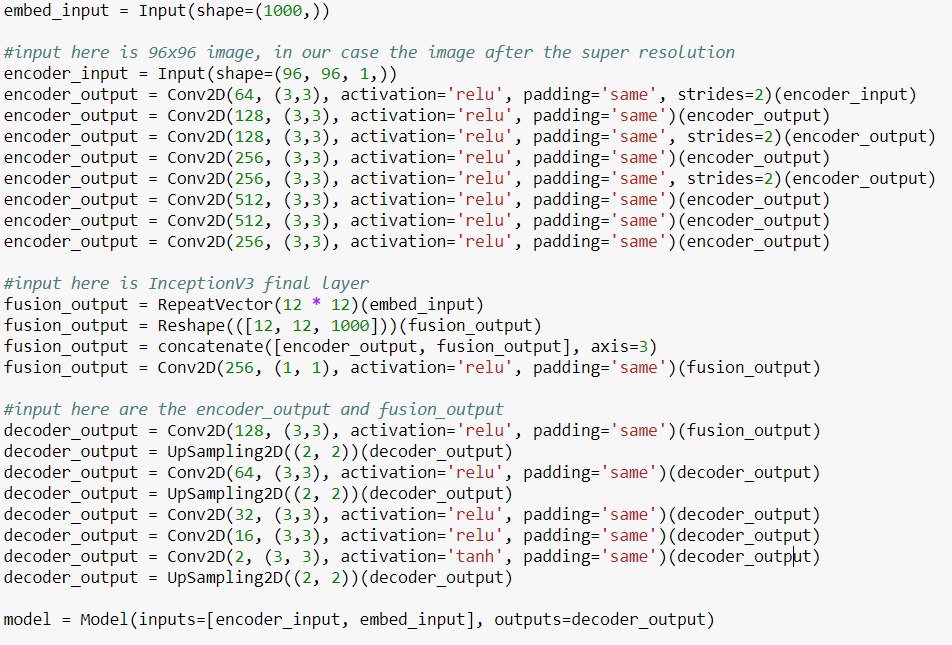 embed_input = Input(shape=(1000,))
#input here is 96x96 image, in our case the image after the super resolution
encoder_input = Input(shape=(96, 96, 1,))
encoder_output = Conv2D(64, (3,3), activation='relu', padding='same', strides=2)(encoder_input)
encoder_output = Conv2D(128, (3,3), activation='relu', padding='same')(encoder_output)
encoder_output = Conv2D(128, (3,3), activation='relu', padding='same', strides=2)(encoder_output)
encoder_output = Conv2D(256, (3,3), activation='relu', padding='same')(encoder_output)
encoder_output = Conv2D(256, (3,3), activation='relu', padding='same', strides=2)(encoder_output)
encoder_output = Conv2D(512, (3,3), activation='relu', padding='same')(encoder_output)
encoder_output = Conv2D(512, (3,3), activation='relu', padding='same')(encoder_output)
encoder_output = Conv2D(256, (3,3), activation='relu', padding='same')(encoder_output)
#input here is InceptionV3 final layer
fusion_output = RepeatVector(12 * 12)(embed_input)
fusion_output = Reshape(([12, 12, 1000]))(fusion_output)
fusion_output = concatenate([encoder_output, fusion_output], axis=3)
fusion_output = Conv2D(256, (1, 1), activation='relu', padding='same')(fusion_output)
#input here are the encoder_output and fusion_output
decoder_output = Conv2D(128, (3,3), activation='relu', padding='same')(fusion_output)
decoder_output = UpSampling2D((2, 2))(decoder_output)
decoder_output = Conv2D(64, (3,3), activation='relu', padding='same')(decoder_output)
decoder_output = UpSampling2D((2, 2))(decoder_output)
decoder_output = Conv2D(32, (3,3), activation='relu', padding='same')(decoder_output)
decoder_output = Conv2D(16, (3,3), activation='relu', padding='same')(decoder_output)
decoder_output = Conv2D(2, (3, 3), activation='tanh', padding='same')(decoder_output)
decoder_output = UpSampling2D((2, 2))(decoder_output)
model = Model(inputs=[encoder_input, embed_input], outputs=decoder_output)